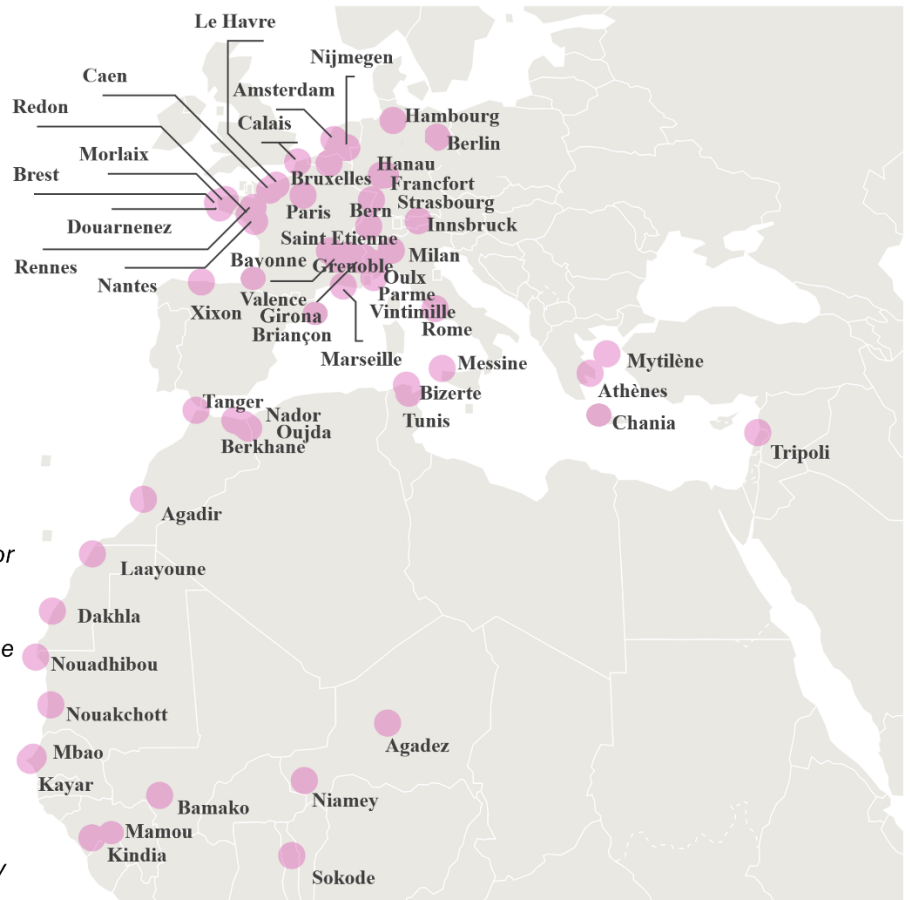 Le Havre
Nijmegen
Caen
Amsterdam
Redon
Calais
Hambourg
Berlin
Morlaix
Hanau
Brest
Bruxelles
Francfort
Strasbourg
Paris
Bern
Douarnenez
Innsbruck
Saint Etienne
Milan
Bayonne
Grenoble
Rennes
Oulx
Nantes
Valence
Parme
Xixon
Girona
Vintimille
Briançon
Rome
Marseille
Messine
Mytilène
Bizerte
Athènes
Tanger
Nador
Tunis
Chania
Oujda
Berkhane
Tripoli
Agadir
or
Laayoune
Dakhla
e
Nouadhibou
Nouakchott
Mbao
Agadez
Kayar
Niamey
Bamako
Mamou
Kindia
Sokode
y